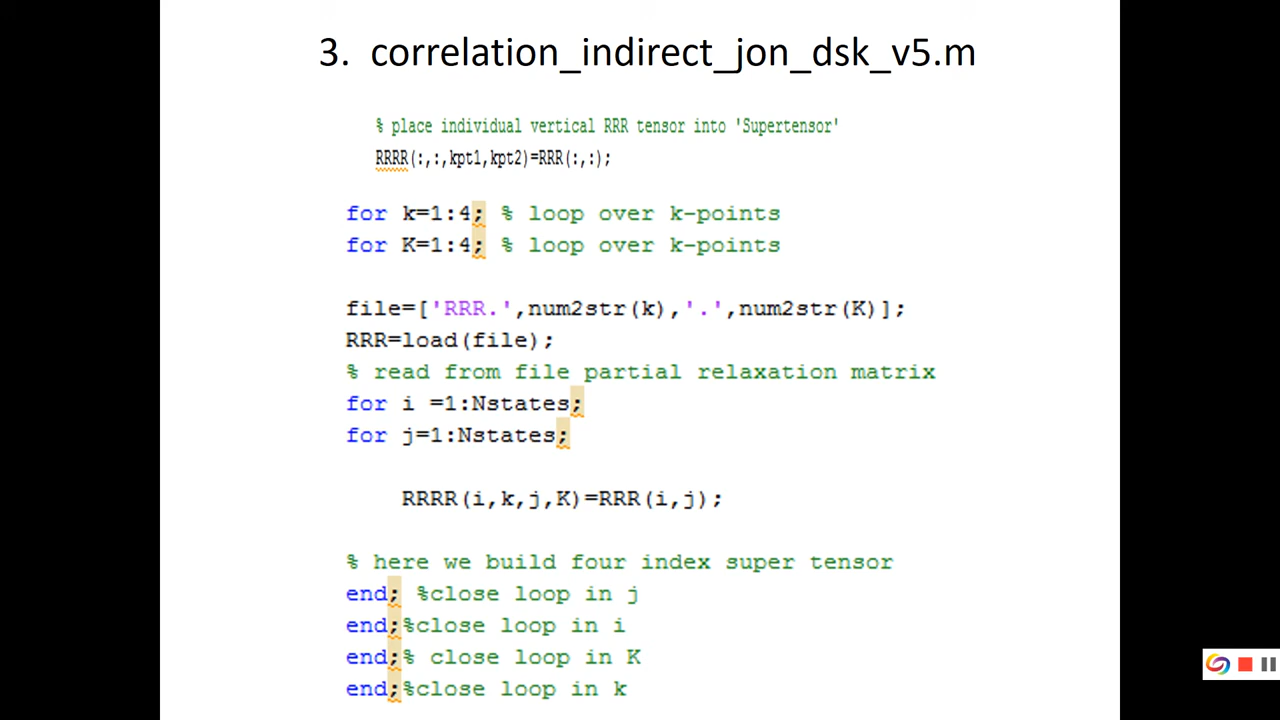 3. correlation_indirect_jon_dsk_v5.m
% place individual vertical RRR tensor into 'Supertensor'
RRRR(:,:,kpt1,kpt2)=RRR(:,:);
for k=1:4; % loop over k-points
for K=1:4; % loop over k-points
file=['RRR.',num2str(k),'.',num2str(K)];
RRR=load(file);
% read from file partial relaxation matrix
for i =1:Nstates;
for j=1:Nstates;
RRRR(i,k,j,K)=RRR(i,j);
% here we build four index super tensor
end; %close loop in j
end;%close loop in i
end;% close loop in K
end;%close loop in k